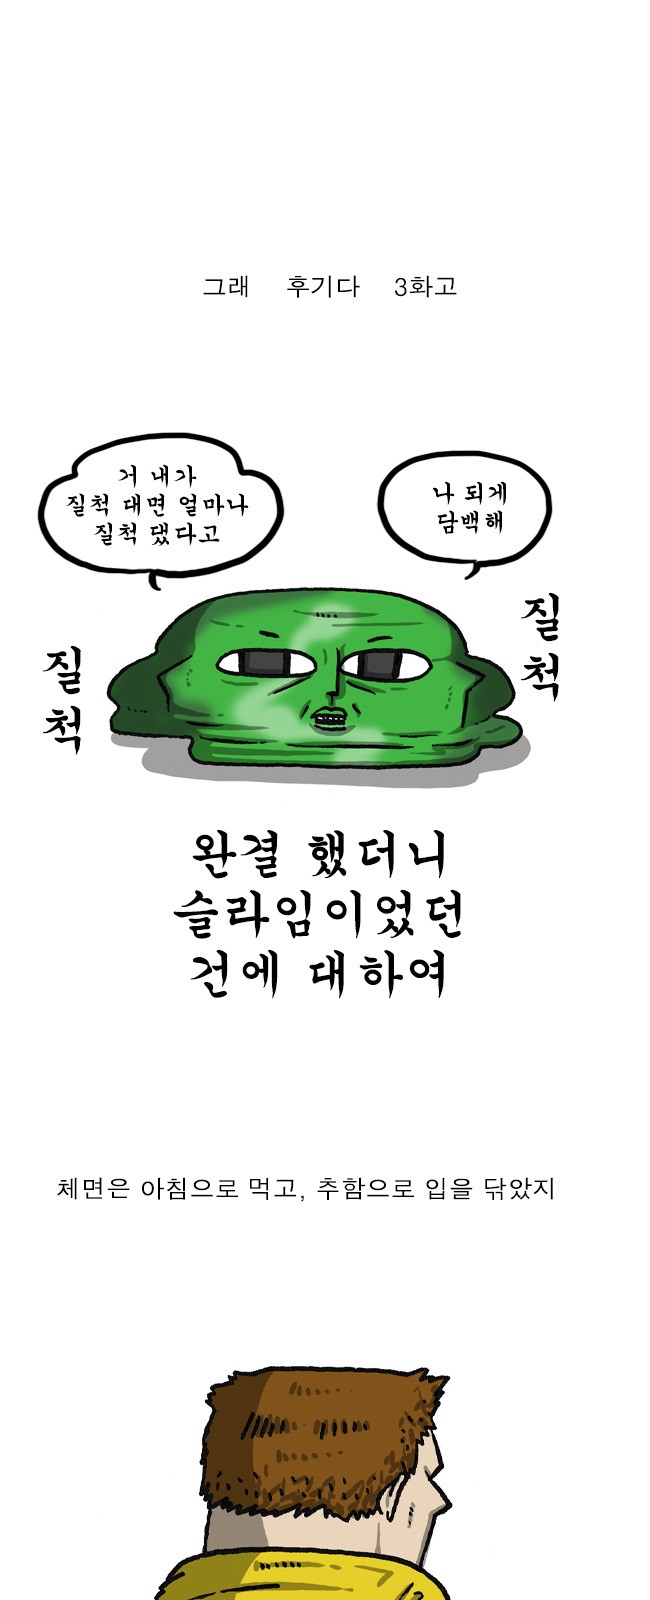 그래 후기다 3화고
거 내가
질척 대면 얼마나
질척 댔다고
나 되게
담백해
질
척
질
척
완결 했더니
슬라임이었던
건에 대하여
체면은 아침으로 먹고, 추함으로 입을 닦았지